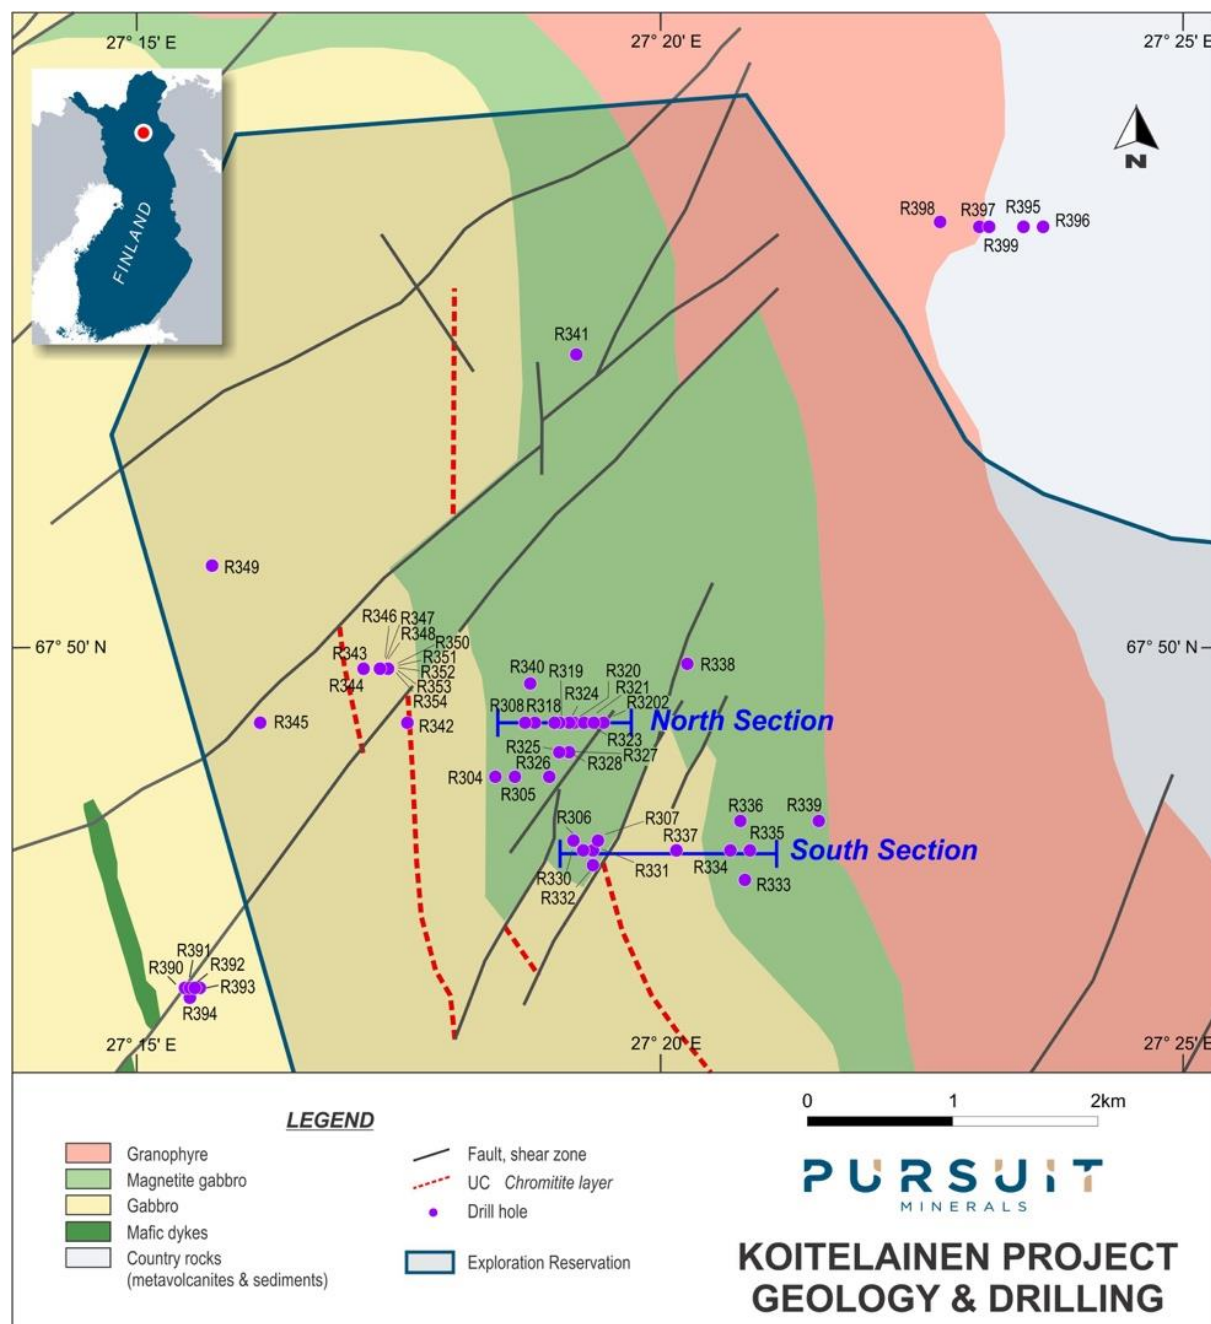 27° 15' E
27° 20' E
27° 25' E
FINLAND
N
R398
R397
R395
R396
R399
R341
R349
67° 50' N
67° 50' N
R346
R347
R348
R350
R343
R351
R352
R344
R353
R354
R345
R342
R340
R319
R320
R338
R324
R321
R308
R318
R3202
North Section
R325
R323
R326
R327
R328
R304
R305
R306
R307
R336
R339
R337
R335
South Section
R330
R331
R334
R332
R333
R391
R390
R392
R393
R394
27° 15' E
27° 20' E
27° 25' E
LEGEND
Granophyre
Magnetite gabbro
Gabbro
Mafic dykes
Country rocks
(metavolcanites & sediments)
Fault, shear zone
UC Chromitite layer
Drill hole
Exploration Reservation
0 1 2km
PURSUIT
MINERALS
KOITELAINEN PROJECT
GEOLOGY & DRILLING